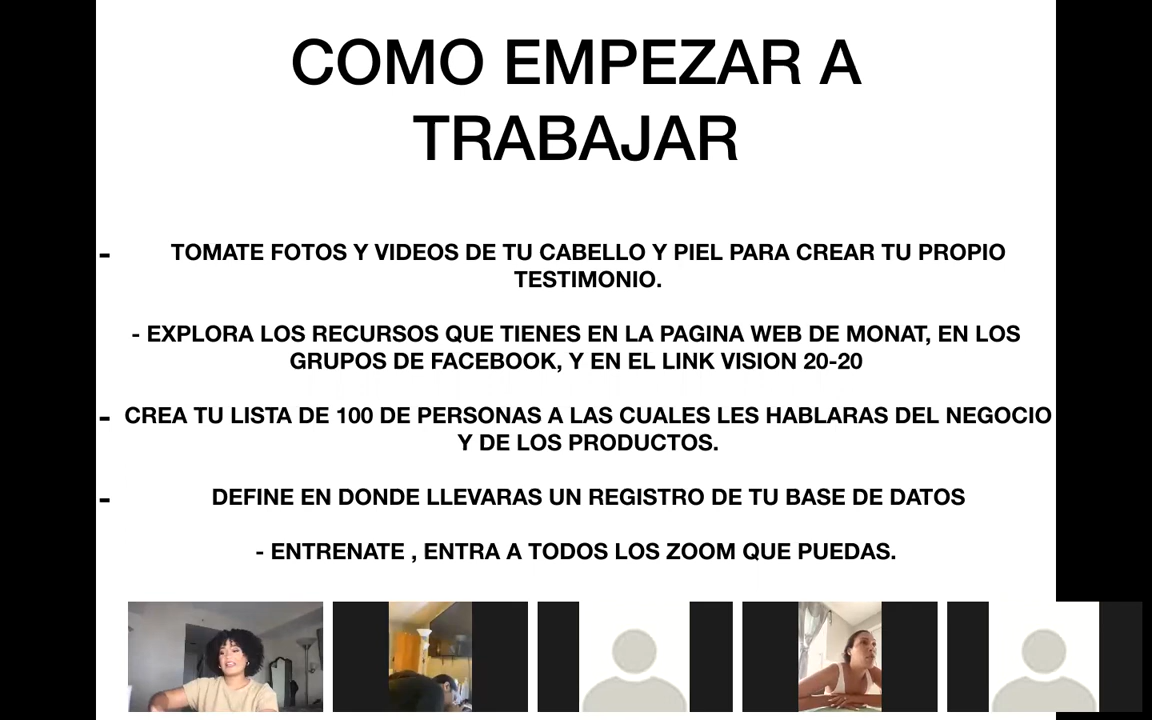 COMO EMPEZAR A
TRABAJAR
- TOMATE FOTOS Y VIDEOS DE TU CABELLO Y PIEL PARA CREAR TU PROPIO
TESTIMONIO.
- EXPLORA LOS RECURSOS QUE TIENES EN LA PAGINA WEB DE MONAT, EN LOS
GRUPOS DE FACEBOOK, Y EN EL LINK VISION 20-20
- CREA TU LISTA DE 100 DE PERSONAS A LAS CUALES LES HABLARAS DEL NEGOCIO
Y DE LOS PRODUCTOS.
- DEFINE EN DONDE LLEVARAS UN REGISTRO DE TU BASE DE DATOS
- ENTRENATE , ENTRA A TODOS LOS ZOOM QUE PUEDAS.